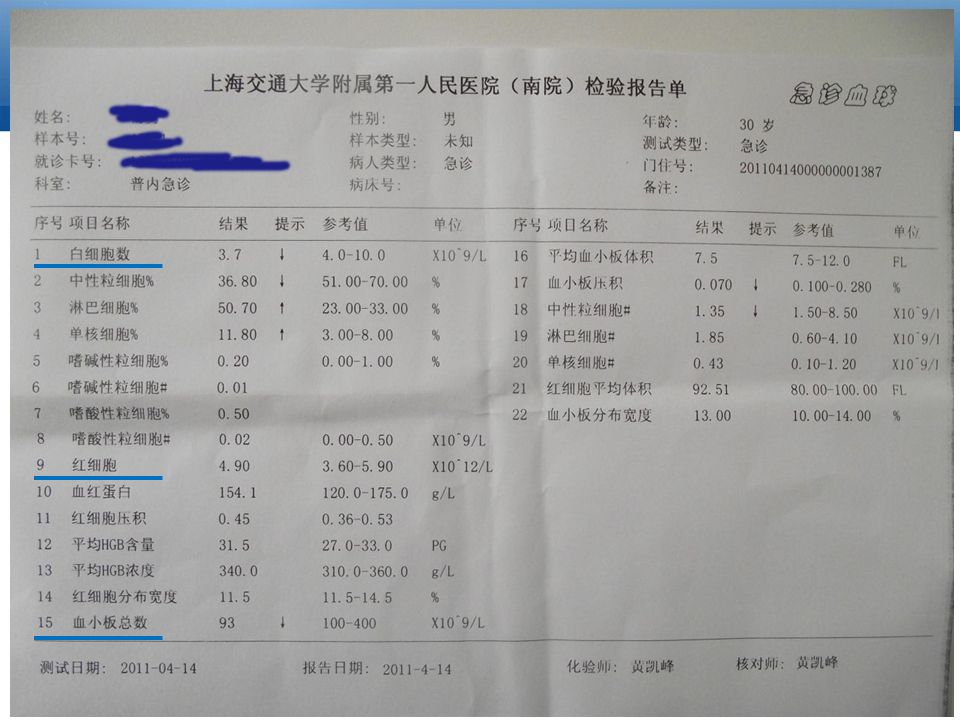 上海交通大学附属第一人民医院（南院）检验报告单
急诊血球
姓名: 性别: 男 年龄: 30 岁
样本号: 样本类型: 未知 测试类型: 急诊
就诊卡号: 病人类型: 急诊 门住号: 20110414000000001387
科室: 普内急诊 病床号: 备注:
序号 项目名称 结果 提示 参考值 单位 序号 项目名称 结果 提示 参考值 单位
1 白细胞数 3.7 ↓ 4.0-10.0 X10^9/L 16 平均血小板体积 7.5 7.5-12.0 FL
2 中性粒细胞% 36.80 ↓ 51.00-70.00 % 17 血小板压积 0.070 ↓ 0.100-0.280 %
3 淋巴细胞% 50.70 ↑ 23.00-33.00 % 18 中性粒细胞# 1.35 ↓ 1.50-8.50 X10^9/l
4 单核细胞% 11.80 ↑ 3.00-8.00 % 19 淋巴细胞# 1.85 0.60-4.10 X10^9/l
5 嗜碱性粒细胞% 0.20 0.00-1.00 % 20 单核细胞# 0.43 0.10-1.20 X10^9/l
6 嗜碱性粒细胞# 0.01 21 红细胞平均体积 92.51 80.00-100.00 FL
7 嗜酸性粒细胞% 0.50 22 血小板分布宽度 13.00 10.00-14.00 %
8 嗜酸性粒细胞# 0.02 0.00-0.50 X10^9/L
9 红细胞 4.90 3.60-5.90 X10^12/L
10 血红蛋白 154.1 120.0-175.0 g/L
11 红细胞压积 0.45 0.36-0.53
12 平均HGB含量 31.5 27.0-33.0 PG
13 平均HGB浓度 340.0 310.0-360.0 g/L
14 红细胞分布宽度 11.5 11.5-14.5 %
15 血小板总数 93 ↓ 100-400 X10^9/L
测试日期: 2011-04-14 报告日期: 2011-4-14 化验师: 黄凯峰 核对师: 黄凯峰